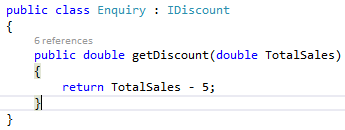 public class Enquiry : IDiscount
{
6 references
public double getDiscount(double TotalSales)
{
return TotalSales - 5;
}
}